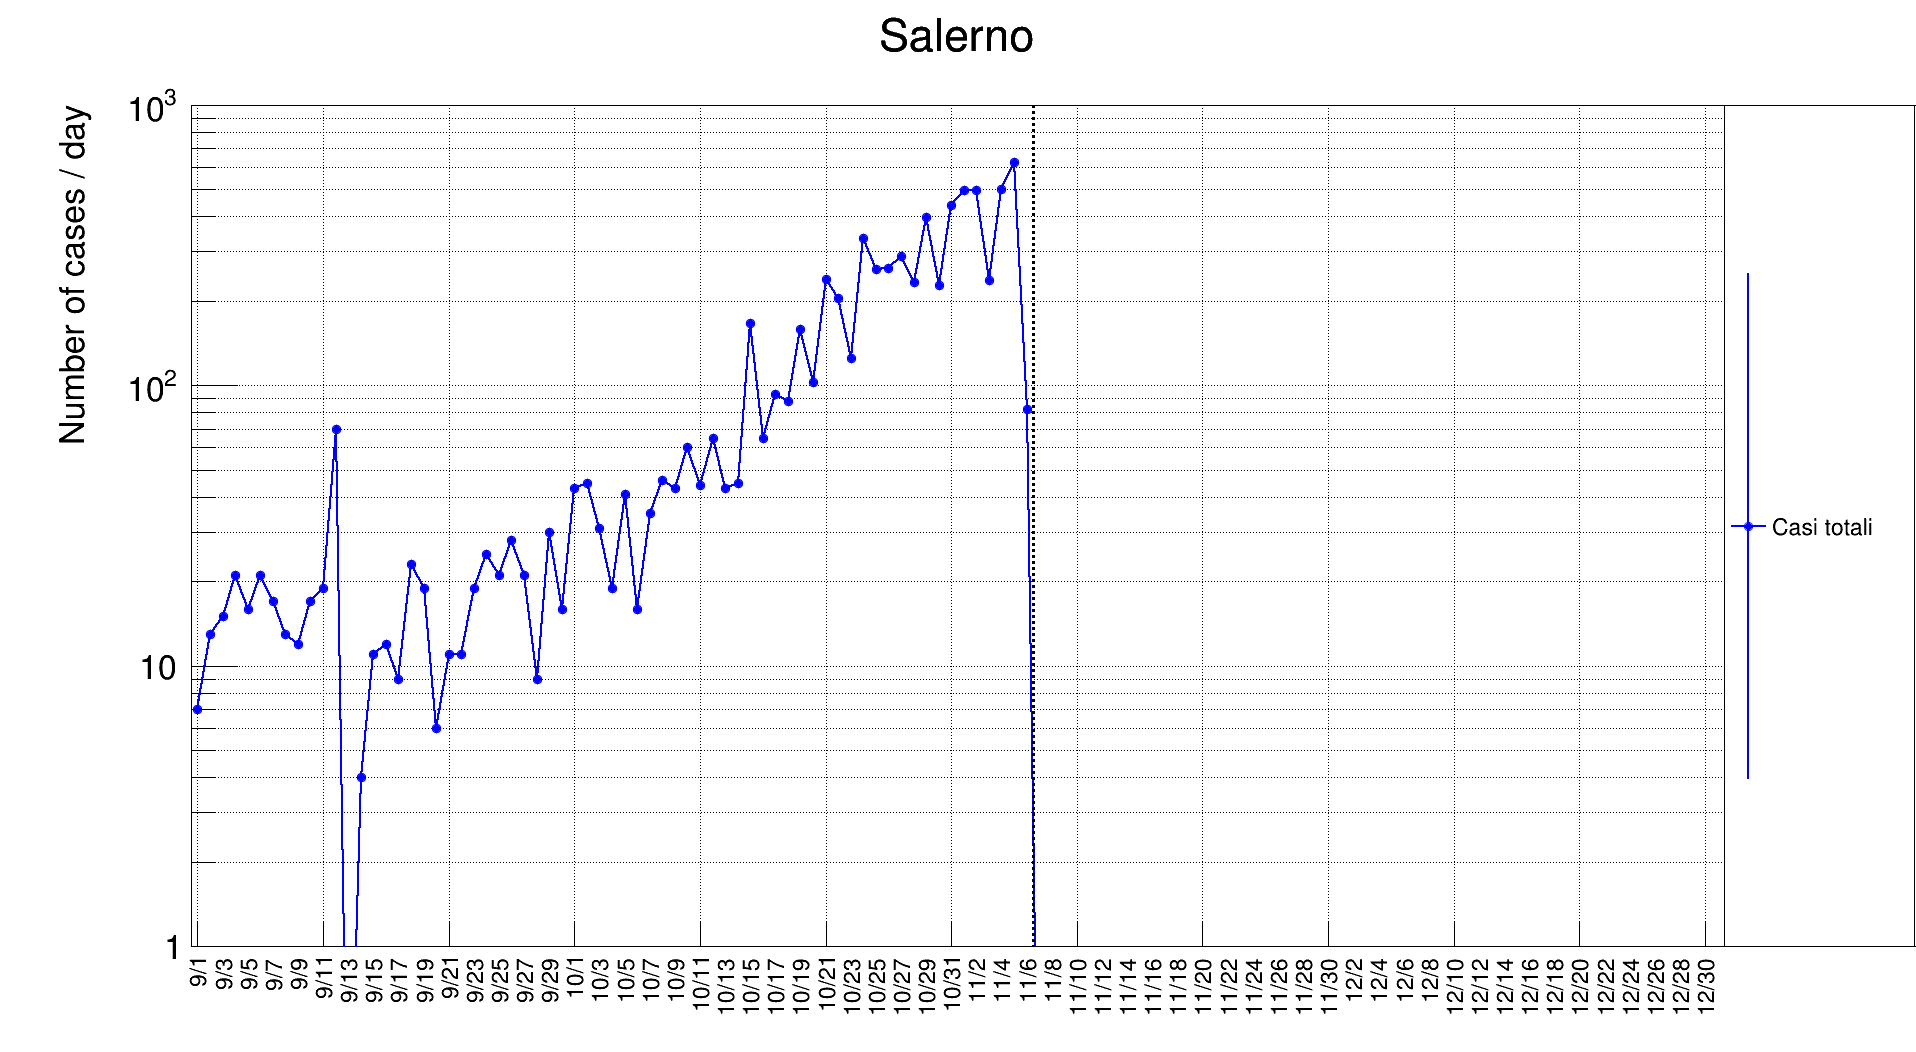 Salerno
Number of cases / day
10³
10²
10
1
9/1 9/3 9/5 9/7 9/9 9/11 9/13 9/15 9/17 9/19 9/21 9/23 9/25 9/27 9/29 10/1 10/3 10/5 10/7 10/9 10/11 10/13 10/15 10/17 10/19 10/21 10/23 10/25 10/27 10/29 10/31 11/2 11/4 11/6 11/8 11/10 11/12 11/14 11/16 11/18 11/20 11/22 11/24 11/26 11/28 11/30 12/2 12/4 12/6 12/8 12/10 12/12 12/14 12/16 12/18 12/20 12/22 12/24 12/26 12/28 12/30
Casi totali